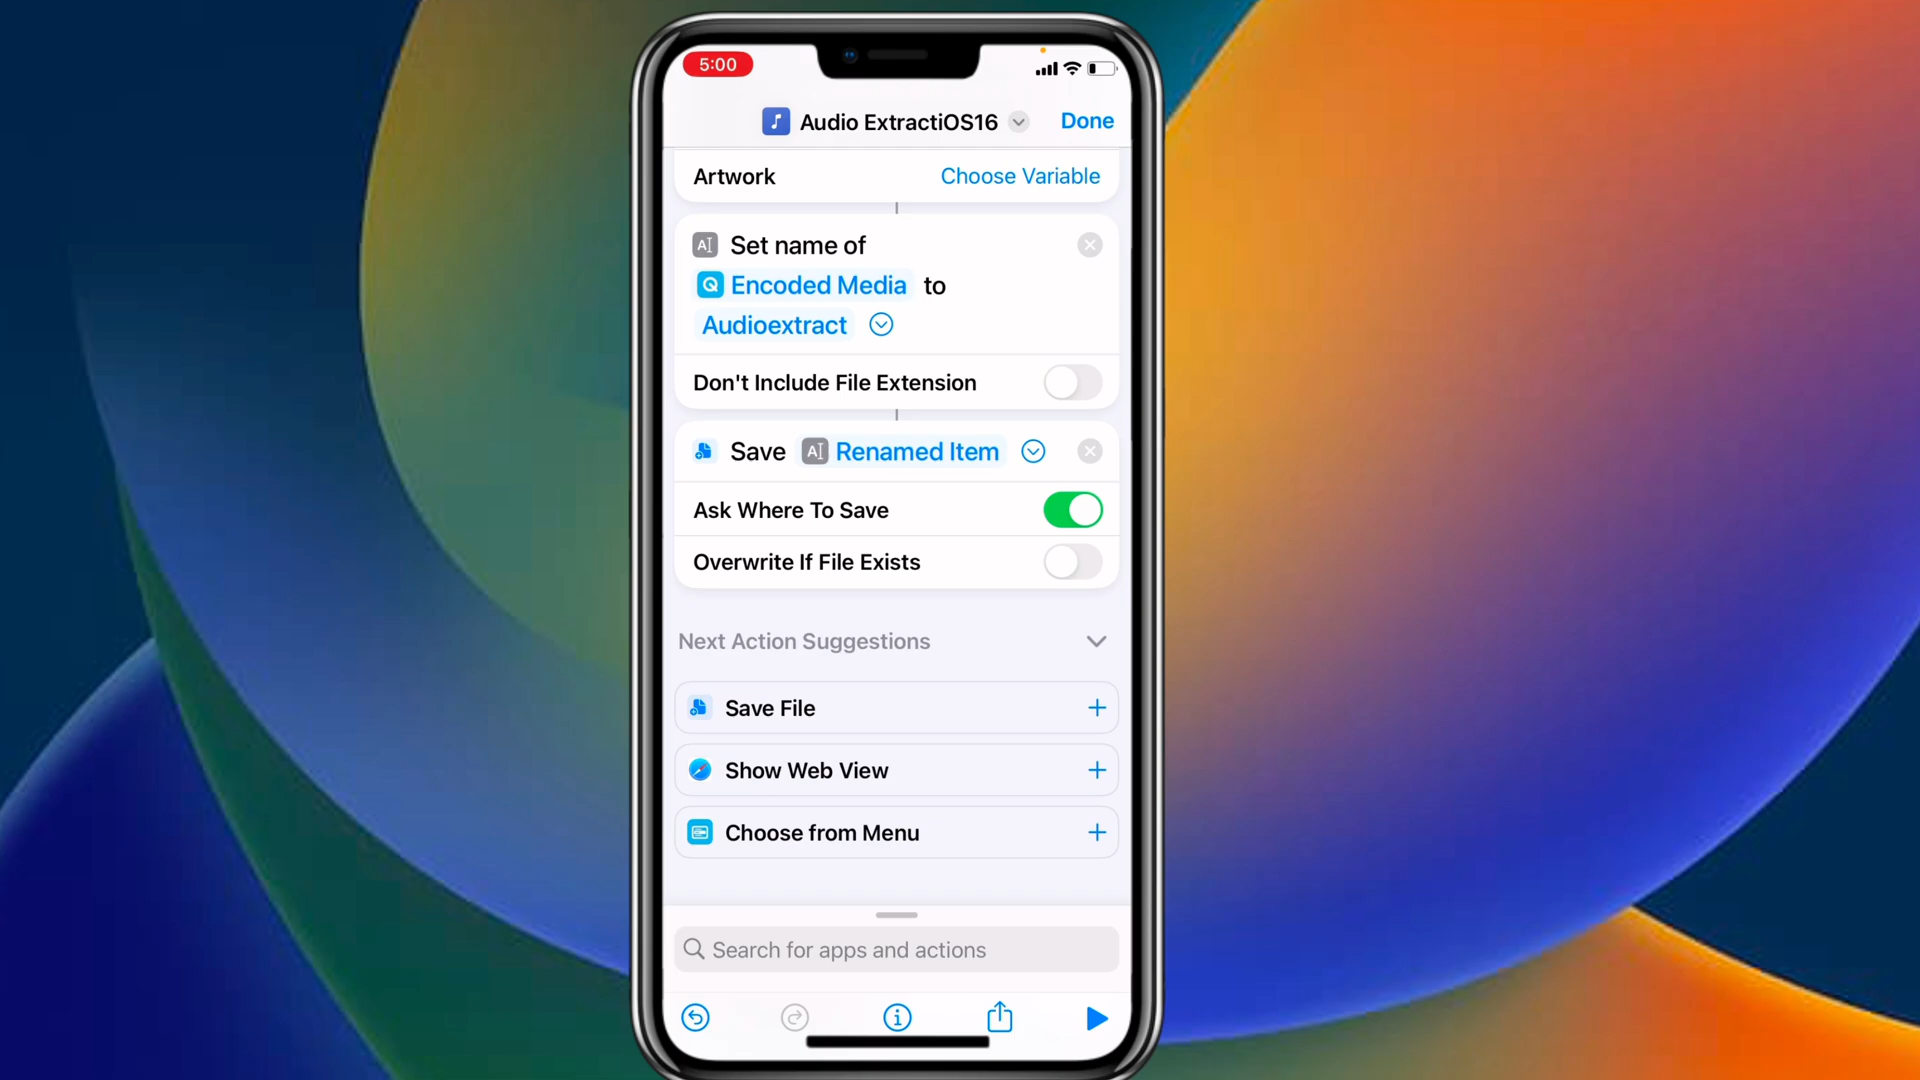 5:00
Audio ExtractiOS16
Done
Artwork
Choose Variable
Set name of
Encoded Media to
Audioextract
Don't Include File Extension
Save Renamed Item
Ask Where To Save
Overwrite If File Exists
Next Action Suggestions
Save File
Show Web View
Choose from Menu
Search for apps and actions